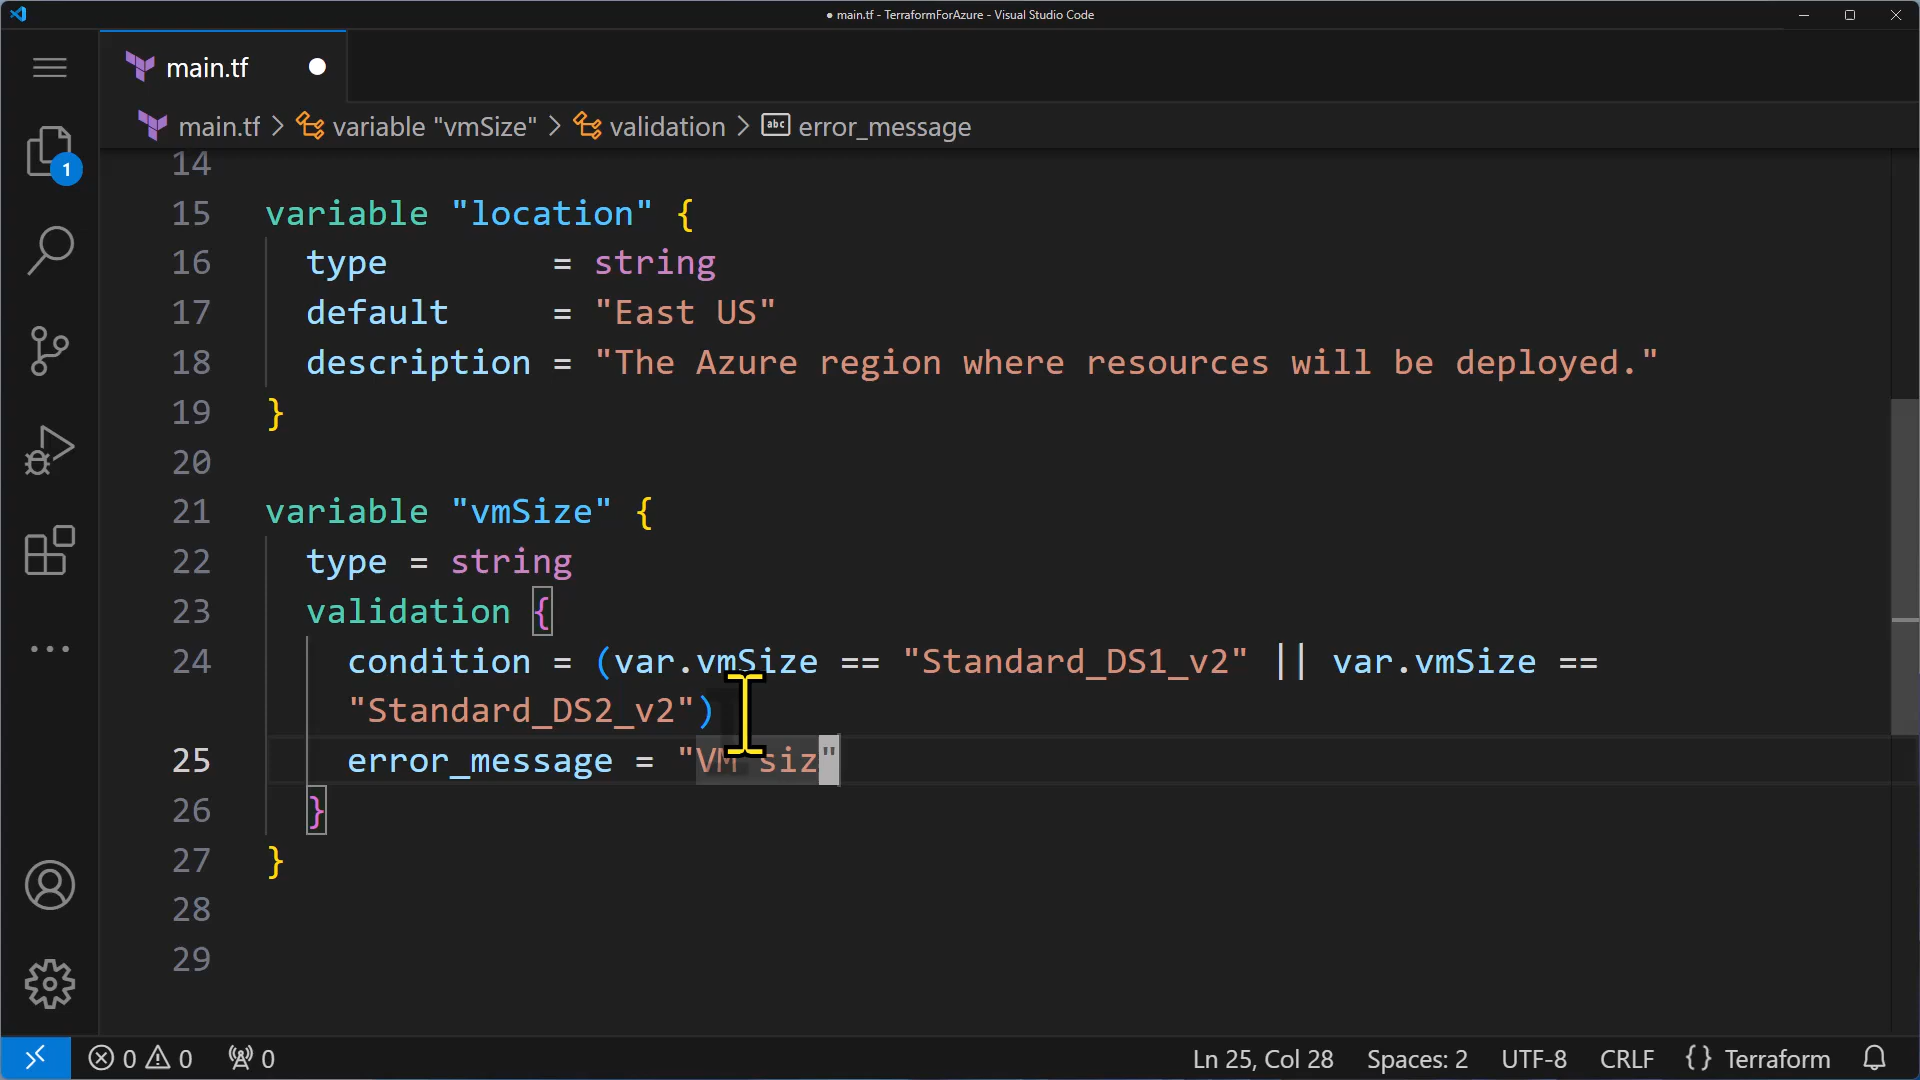 ● main.tf - TerraformForAzure - Visual Studio Code
main.tf ●
main.tf > variable "vmSize" > validation > abc error_message
14
15 variable "location" {
16 type = string
17 default = "East US"
18 description = "The Azure region where resources will be deployed."
19 }
20
21 variable "vmSize" {
22 type = string
23 validation {
24 condition = (var.vmSize == "Standard_DS1_v2" || var.vmSize ==
"Standard_DS2_v2")
25 error_message = "VM siz"
26 }
27 }
28
29
1
0 0 0 Ln 25, Col 28 Spaces: 2 UTF-8 CRLF {} Terraform